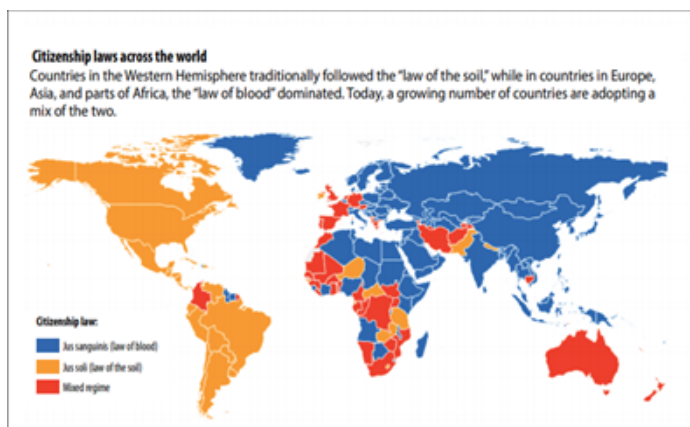 Citizenship laws across the world
Countries in the Western Hemisphere traditionally followed the “law of the soil,” while in countries in Europe,
Asia, and parts of Africa, the “law of blood” dominated. Today, a growing number of countries are adopting a
mix of the two.
Citizenship law:
Jus sanguinis (law of blood)
Jus soli (law of the soil)
Mixed regime